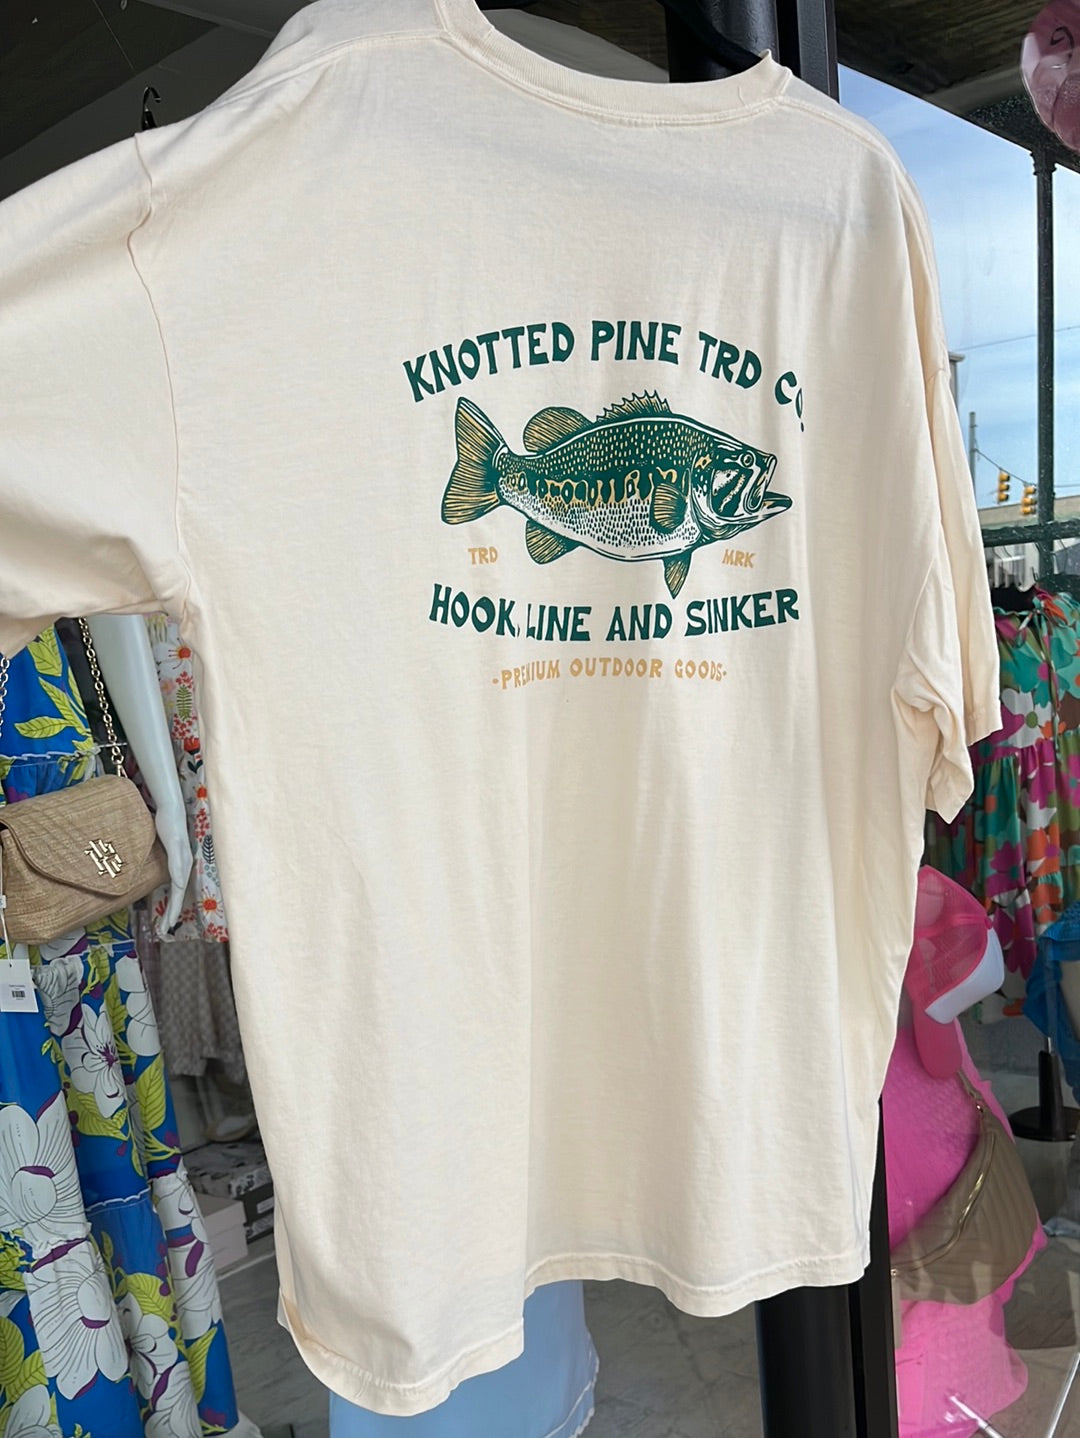 KNOTTED PINE TRD CO.
TRD MRK
HOOK, LINE AND SINKER
-PREMIUM OUTDOOR GOODS-